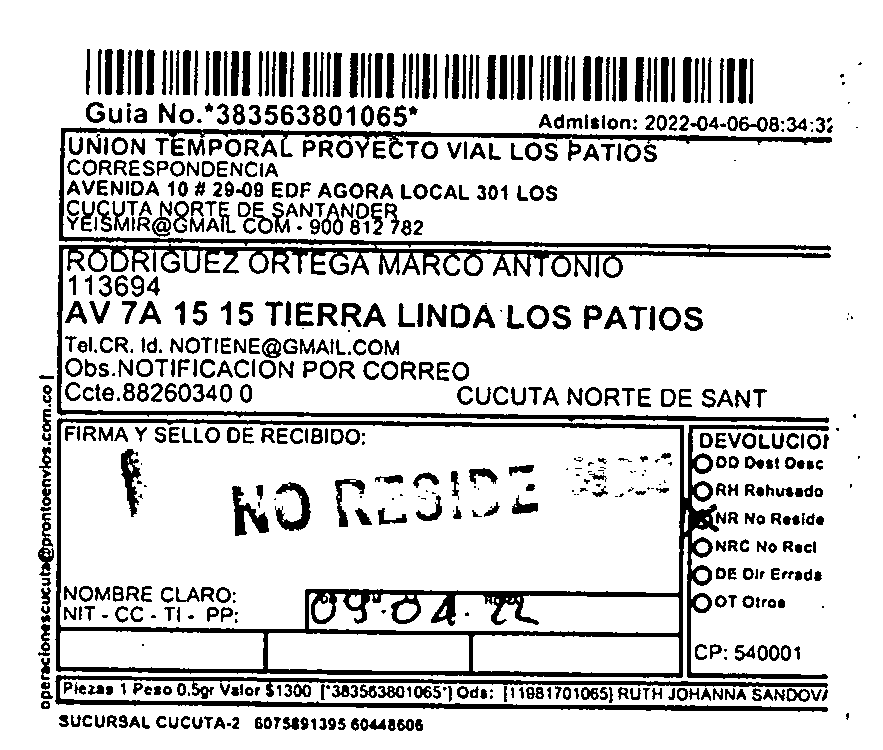 Guia No.*383563801065*
Admision: 2022-04-06-08:34:32
UNION TEMPORAL PROYECTO VIAL LOS PATIOS
CORRESPONDENCIA
AVENIDA 10 # 29-09 EDF AGORA LOCAL 301 LOS
CUCUTA NORTE DE SANTANDER
YEISMIR@GMAIL COM - 900 812 782
RODRIGUEZ ORTEGA MARCO ANTONIO
113694
AV 7A 15 15 TIERRA LINDA LOS PATIOS
Tel.CR. Id. NOTIENE@GMAIL.COM
Obs.NOTIFICACION POR CORREO
Ccte.88260340 0 CUCUTA NORTE DE SANT
operacionescucuta@prontoenvios.com.co
FIRMA Y SELLO DE RECIBIDO:
NO RESIDE
NOMBRE CLARO:
NIT - CC - TI - PP:
09-04-22
DEVOLUCION
DD Dest Desc
RH Rehusado
NR No Reside
NRC No Recl
DE Dir Errada
OT Otros
CP: 540001
Piezas 1 Peso 0.5gr Valor $1300 [*383563801065*] Ods: [11981701065] RUTH JOHANNA SANDOVA
SUCURSAL CUCUTA-2 6075891395 60448606